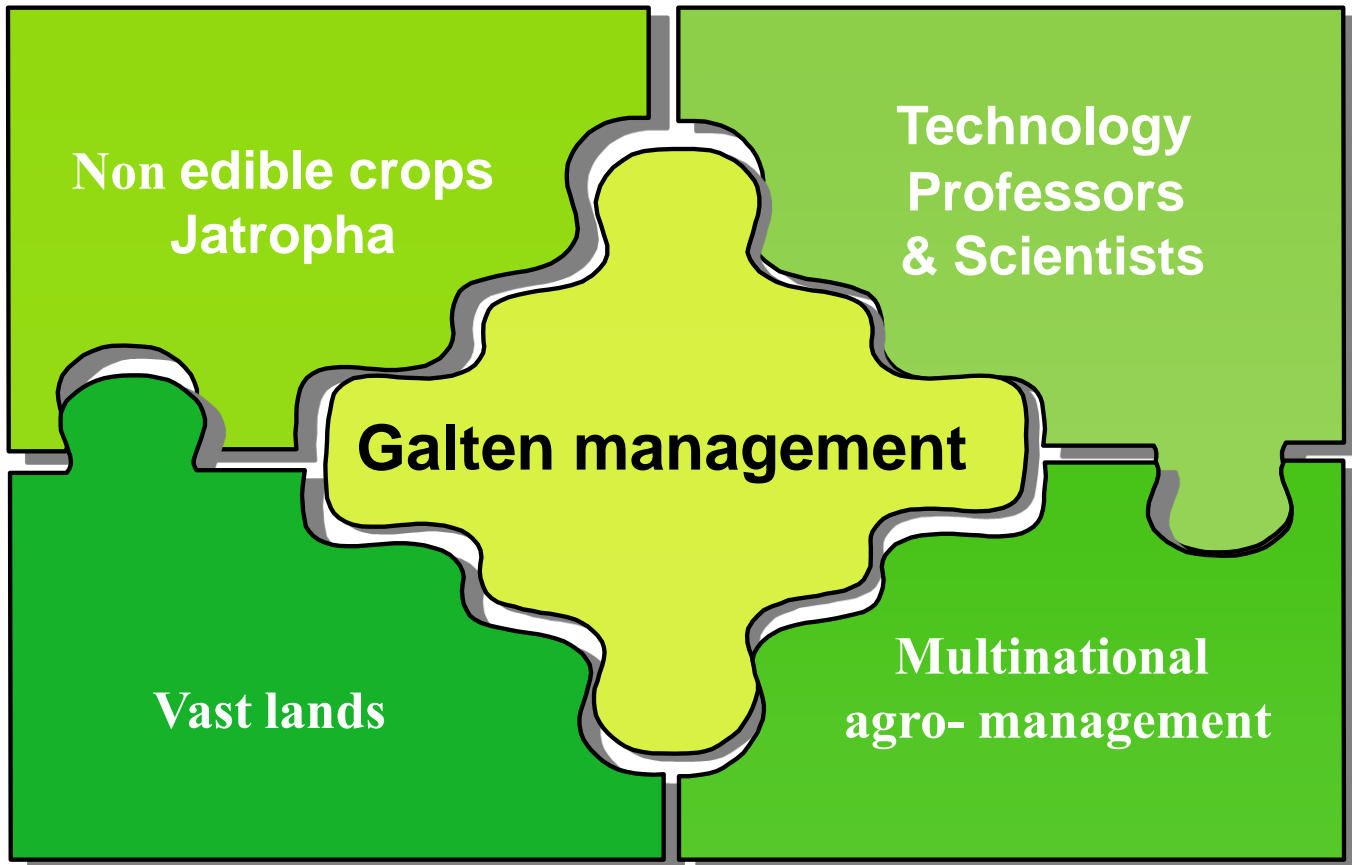 Non edible crops
Jatropha
Technology
Professors
& Scientists
Galten management
Vast lands
Multinational
agro- management